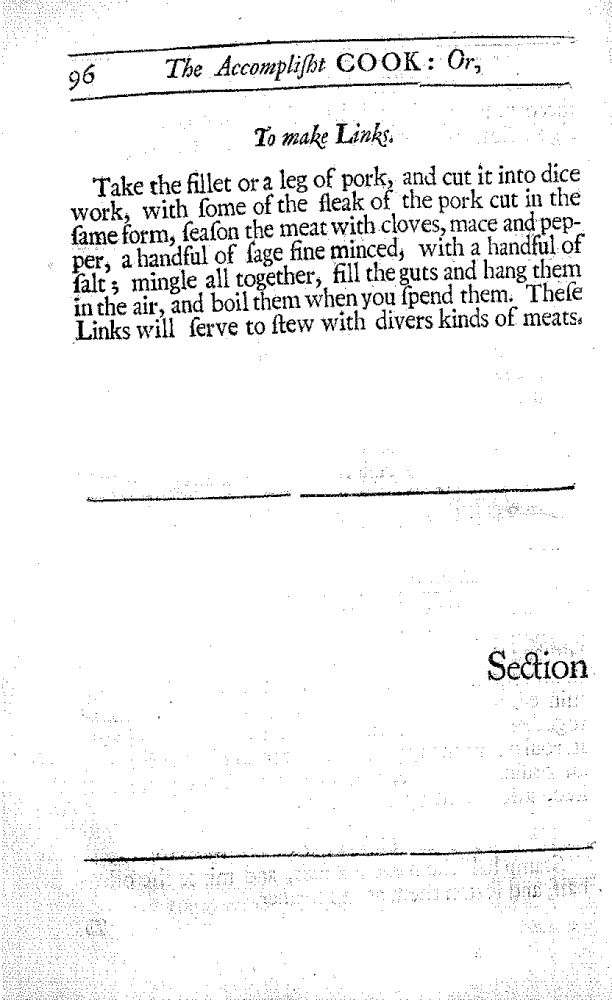 96 The Accompliſht COOK: Or,
To make Links.
Take the fillet or a leg of pork, and cut it into dice
work, with ſome of the fleak of the pork cut in the
ſame form, ſeaſon the meat with cloves, mace and pep-
per, a handful of ſage fine minced, with a handful of
ſalt; mingle all together, fill the guts and hang them
in the air, and boil them when you ſpend them. Theſe
Links will ſerve to ſtew with divers kinds of meats.
Section